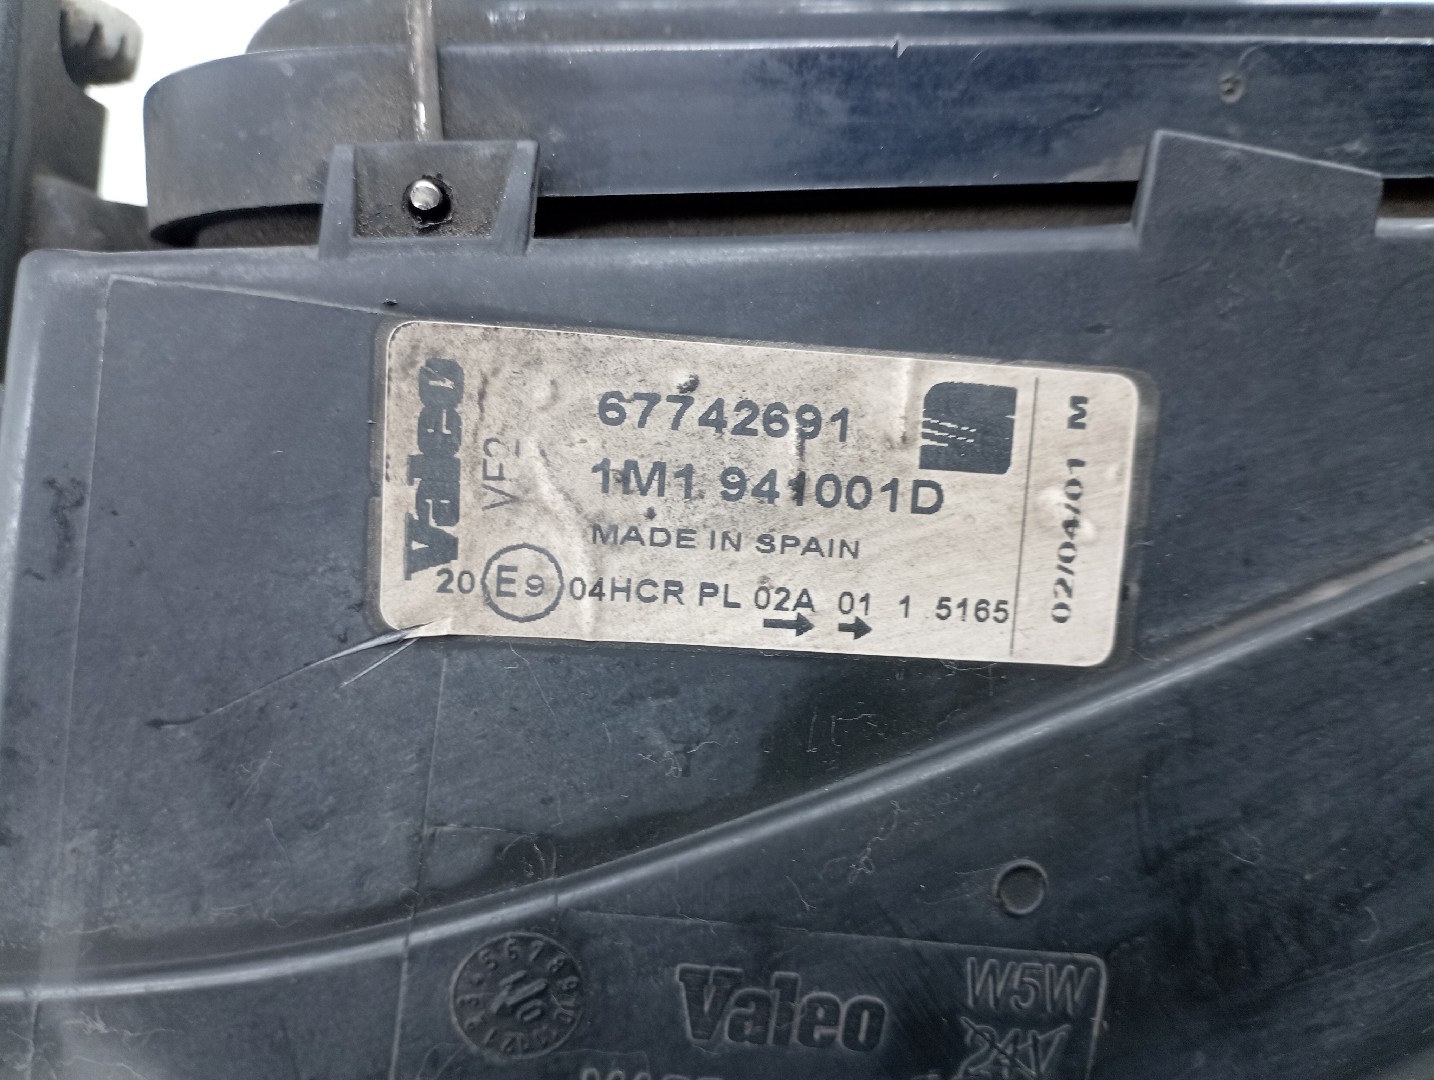 Valeo
VF2
67742691
1M1 941001D
MADE IN SPAIN
20 E9 04HCR PL 02A 01 1 5165
02/04/01 M
Valeo
W5W
24V